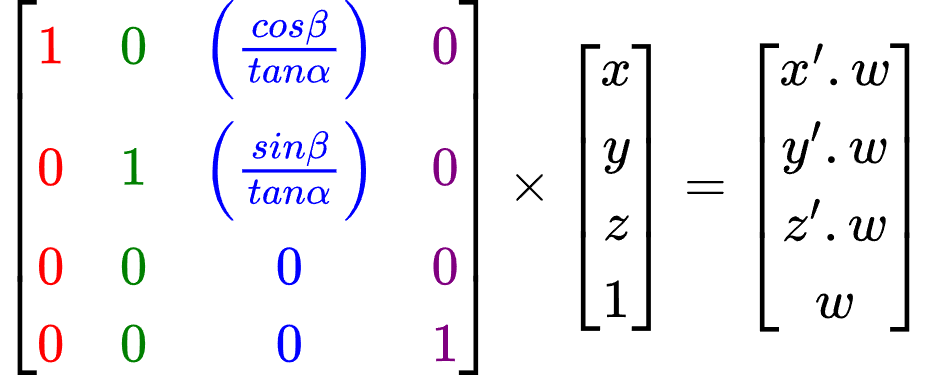 1 0 (cosβ/tanα) 0
0 1 (sinβ/tanα) 0
0 0 0 0
0 0 0 1
×
x
y
z
1
=
x′.w
y′.w
z′.w
w